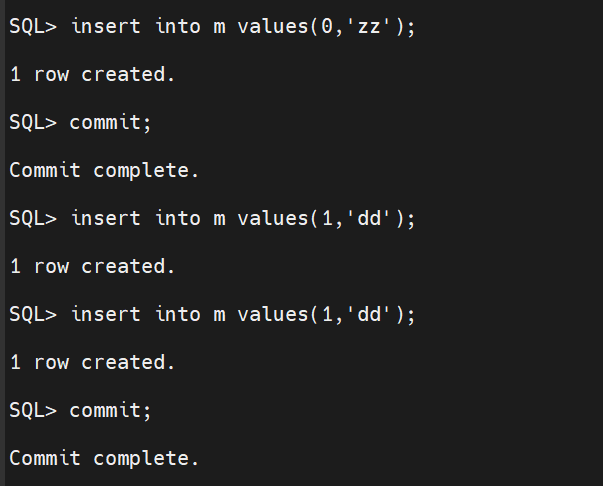 SQL> insert into m values(0,'zz');
1 row created.
SQL> commit;
Commit complete.
SQL> insert into m values(1,'dd');
1 row created.
SQL> insert into m values(1,'dd');
1 row created.
SQL> commit;
Commit complete.